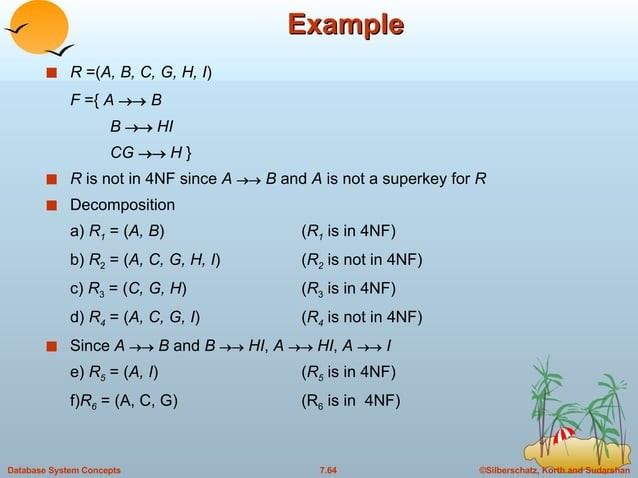 Example
R =(A, B, C, G, H, I)
F ={ A →→ B
B →→ HI
CG →→ H }
R is not in 4NF since A →→ B and A is not a superkey for R
Decomposition
a) R1 = (A, B) (R1 is in 4NF)
b) R2 = (A, C, G, H, I) (R2 is not in 4NF)
c) R3 = (C, G, H) (R3 is in 4NF)
d) R4 = (A, C, G, I) (R4 is not in 4NF)
Since A →→ B and B →→ HI, A →→ HI, A →→ I
e) R5 = (A, I) (R5 is in 4NF)
f)R6 = (A, C, G) (R6 is in 4NF)
Database System Concepts 7.64 ©Silberschatz, Korth and Sudarshan